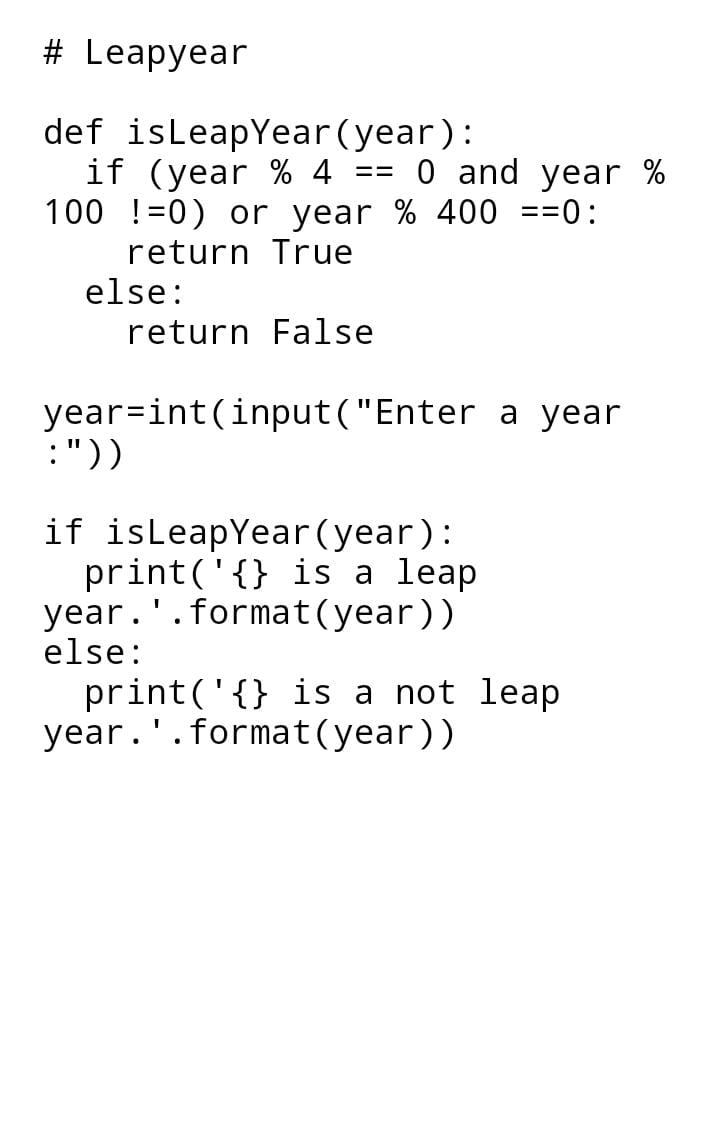 # Leapyear

def isLeapYear(year):
  if (year % 4 == 0 and year %
100 !=0) or year % 400 ==0:
    return True
  else:
    return False

year=int(input("Enter a year
:"))

if isLeapYear(year):
  print('{} is a leap
year.'.format(year))
else:
  print('{} is a not leap
year.'.format(year))